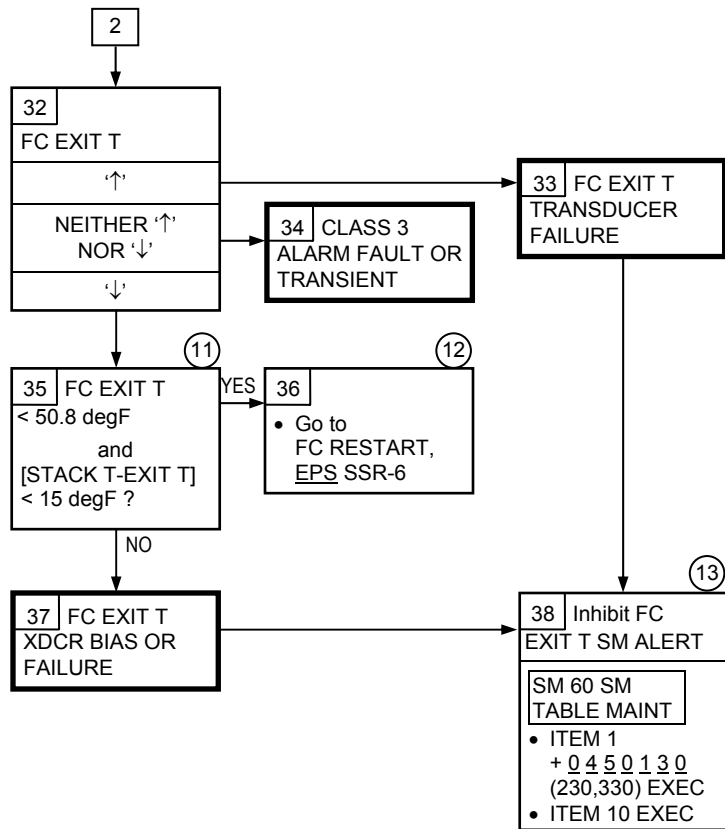 2
32
FC EXIT T
‘↑’
NEITHER ‘↑’
NOR ‘↓’
‘↓’
33 FC EXIT T
TRANSDUCER
FAILURE
34 CLASS 3
ALARM FAULT OR
TRANSIENT
11
35 FC EXIT T
< 50.8 degF
and
[STACK T-EXIT T]
< 15 degF ?
YES
NO
12
36
• Go to
FC RESTART,
EPS SSR-6
37 FC EXIT T
XDCR BIAS OR
FAILURE
13
38 Inhibit FC
EXIT T SM ALERT
SM 60 SM
TABLE MAINT
• ITEM 1
+ 0 4 5 0 1 3 0
(230,330) EXEC
• ITEM 10 EXEC